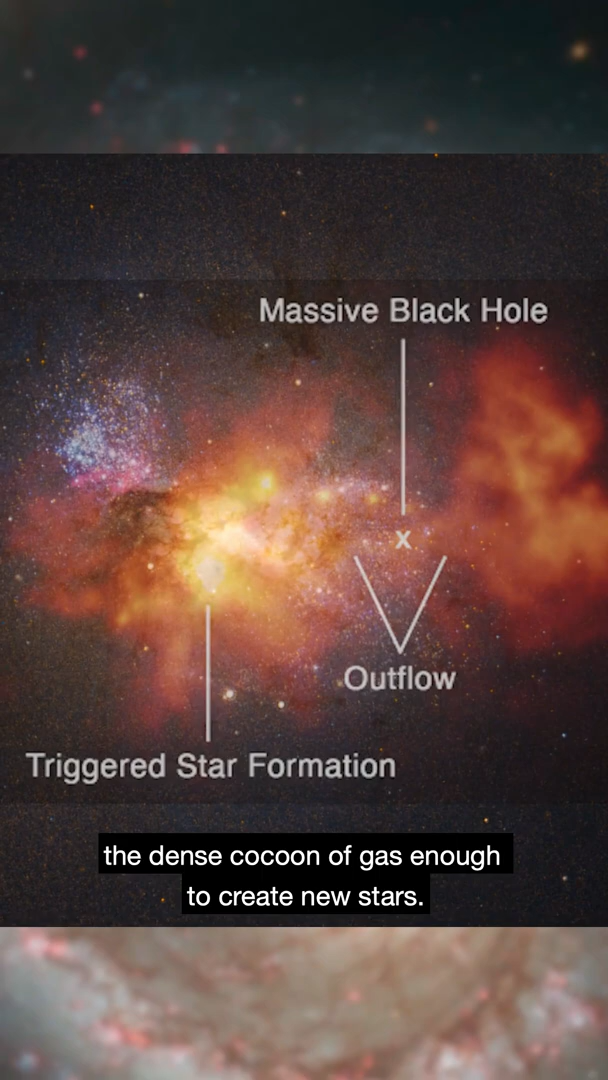 Massive Black Hole
x
Outflow
Triggered Star Formation
the dense cocoon of gas enough
to create new stars.